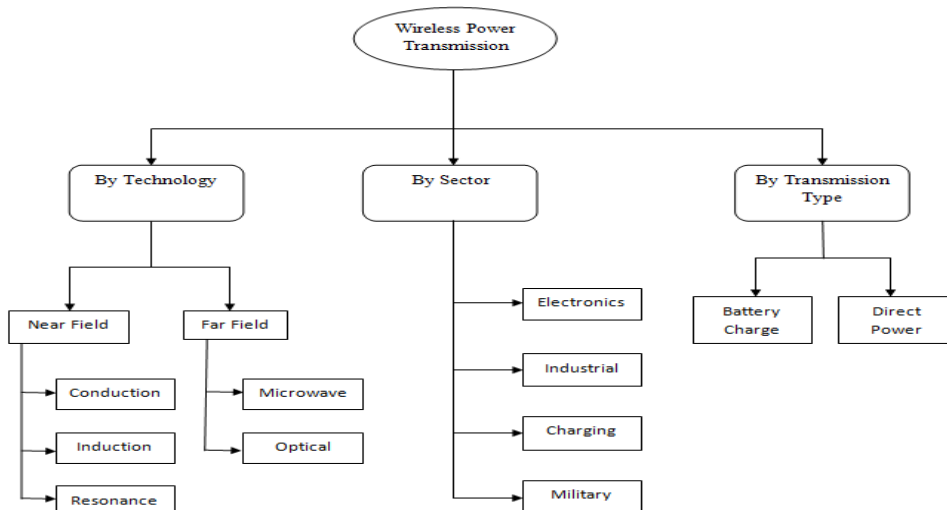 Wireless Power
Transmission
By Technology
By Sector
By Transmission
Type
Near Field
Far Field
Electronics
Battery
Charge
Direct
Power
Industrial
Conduction
Microwave
Charging
Induction
Optical
Resonance
Military